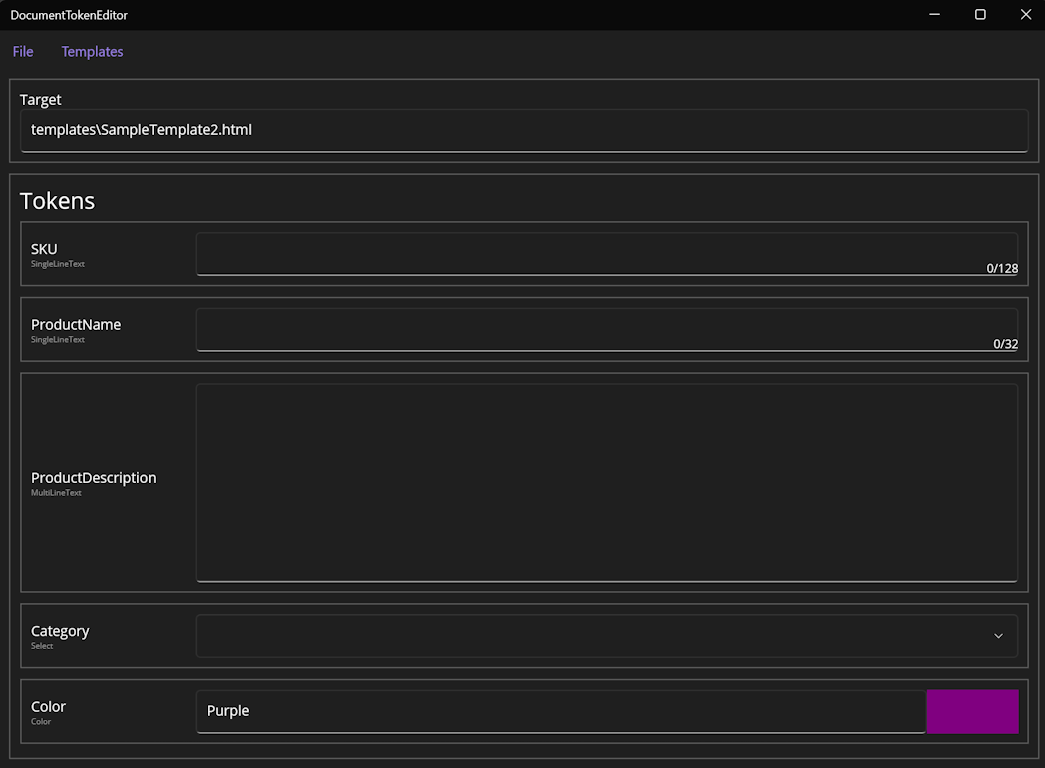 DocumentTokenEditor
File Templates
Target
templates\SampleTemplate2.html
Tokens
SKU
SingleLineText
0/128
ProductName
SingleLineText
0/32
ProductDescription
MultiLineText
Category
Select
Color
Color
Purple